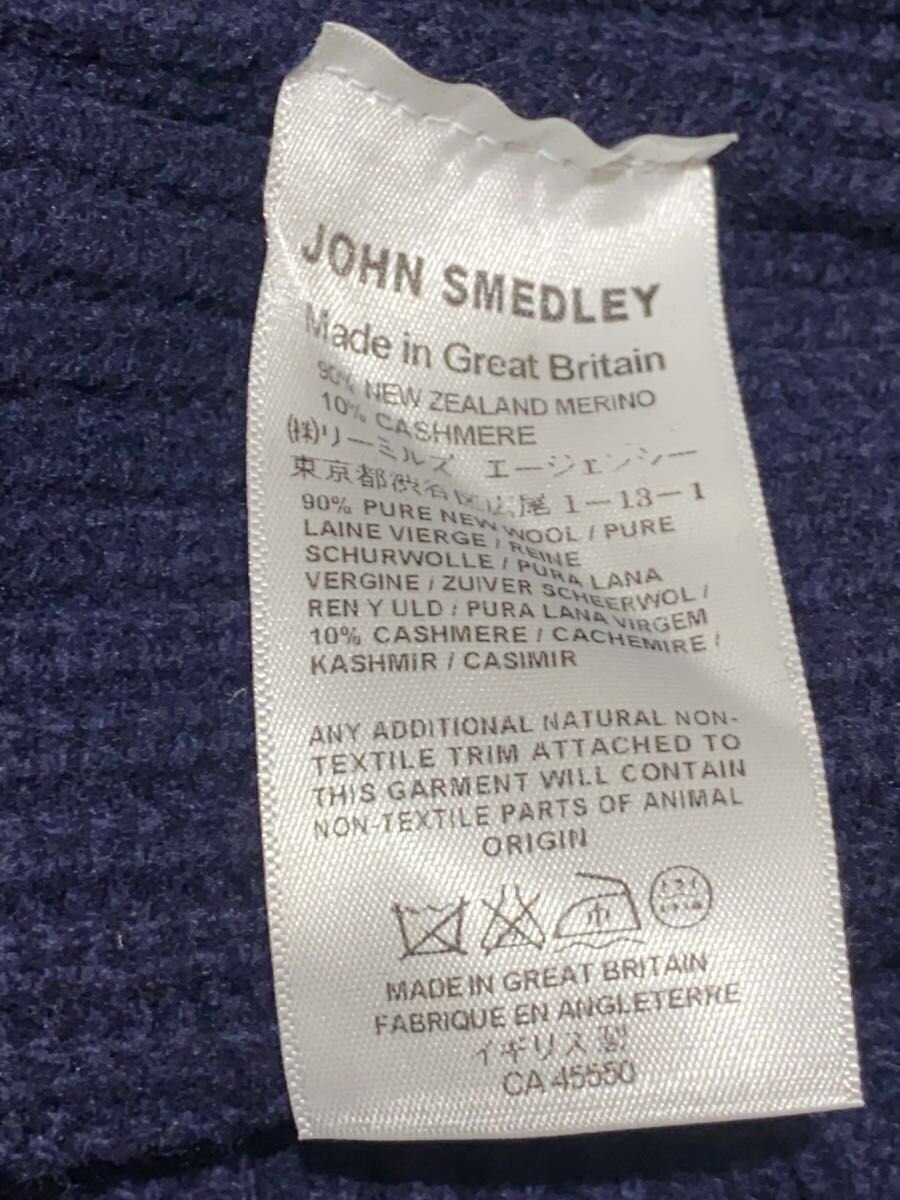 JOHN SMEDLEY
Made in Great Britain
90% NEW ZEALAND MERINO
10% CASHMERE
(株)リーミルズ エージェンシー
東京都渋谷区広尾1-13-1
90% PURE NEW WOOL / PURE
LAINE VIERGE / REINE
SCHURWOLLE / PURA LANA
VERGINE / ZUIVER SCHEERWOL /
REN Y ULD / PURA LANA VIRGEM
10% CASHMERE / CACHEMIRE /
KASHMIR / CASIMIR
ANY ADDITIONAL NATURAL NON-
TEXTILE TRIM ATTACHED TO
THIS GARMENT WILL CONTAIN
NON-TEXTILE PARTS OF ANIMAL
ORIGIN
中
MADE IN GREAT BRITAIN
FABRIQUE EN ANGLETERRE
イギリス製
CA 45550